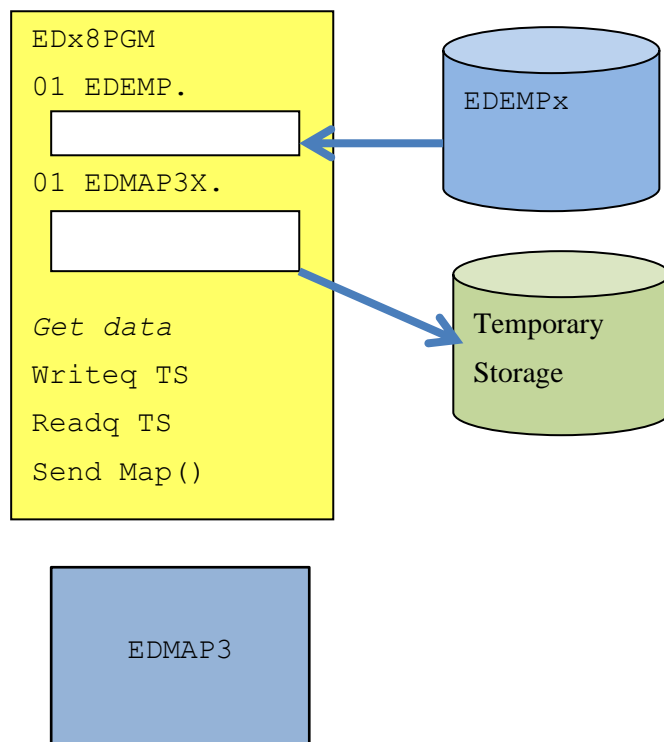 EDx8PGM
01 EDEMP.
01 EDMAP3X.
Get data
Writeq TS
Readq TS
Send Map()
EDEMPx
Temporary
Storage
EDMAP3